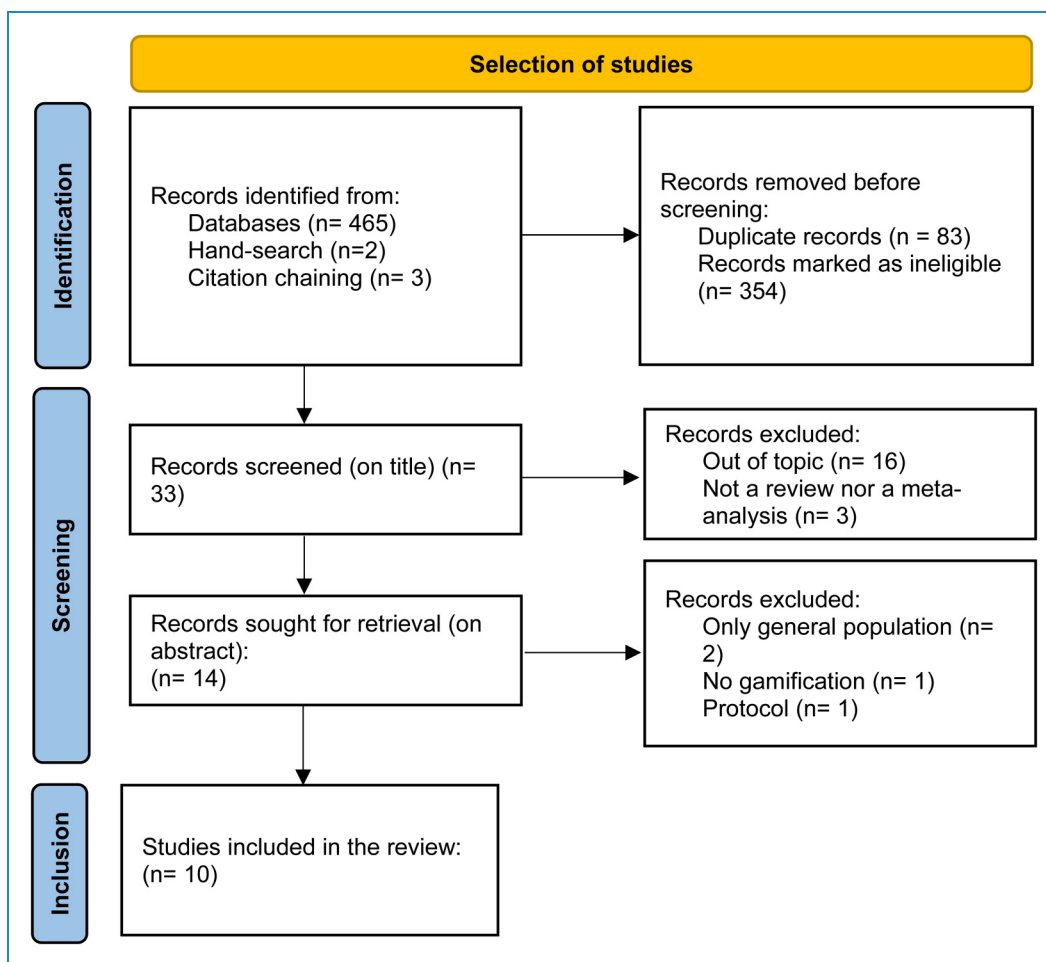 Selection of studies
Identification
Records identified from:
Databases (n= 465)
Hand-search (n=2)
Citation chaining (n= 3)
Records removed before
screening:
Duplicate records (n = 83)
Records marked as ineligible
(n= 354)
Screening
Records screened (on title) (n=
33)
Records excluded:
Out of topic (n= 16)
Not a review nor a meta-
analysis (n= 3)
Records sought for retrieval (on
abstract):
(n= 14)
Records excluded:
Only general population (n=
2)
No gamification (n= 1)
Protocol (n= 1)
Inclusion
Studies included in the review:
(n= 10)